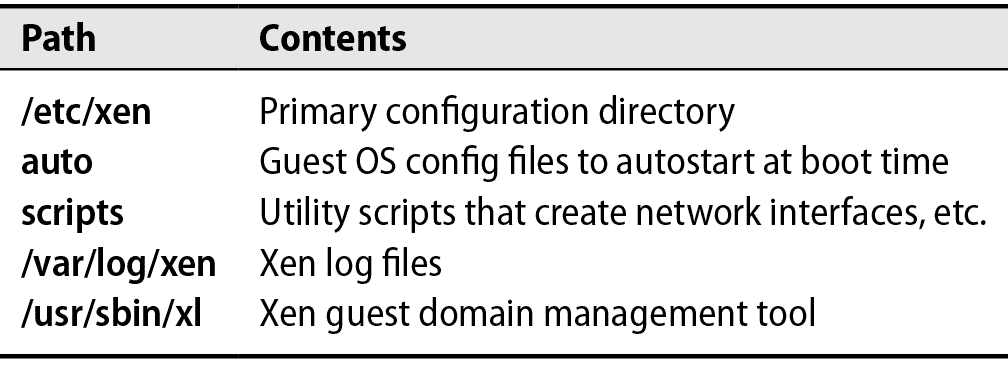 Path Contents
/etc/xen Primary configuration directory
auto Guest OS config files to autostart at boot time
scripts Utility scripts that create network interfaces, etc.
/var/log/xen Xen log files
/usr/sbin/xl Xen guest domain management tool